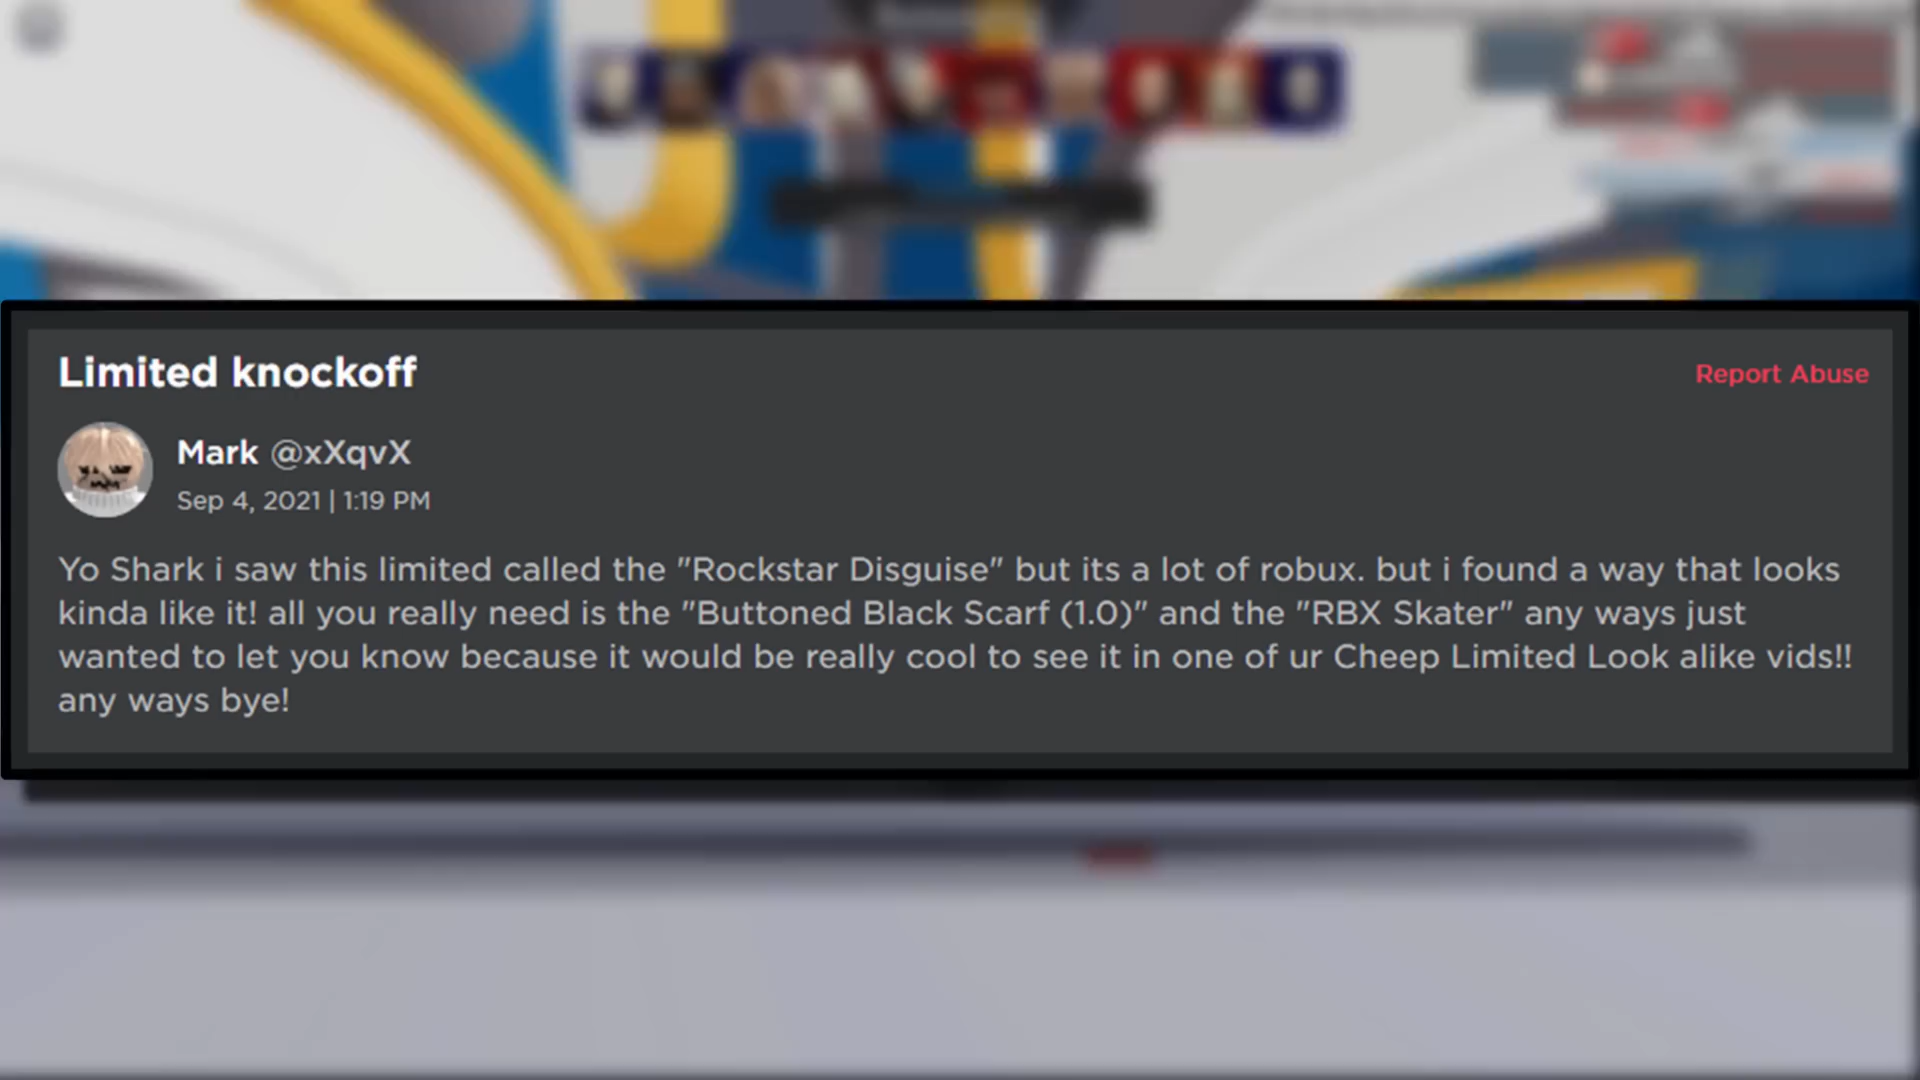 Limited knockoff
Report Abuse
Mark @xXqvX
Sep 4, 2021 | 1:19 PM
Yo Shark i saw this limited called the "Rockstar Disguise" but its a lot of robux. but i found a way that looks
kinda like it! all you really need is the "Buttoned Black Scarf (1.0)" and the "RBX Skater" any ways just
wanted to let you know because it would be really cool to see it in one of ur Cheep Limited Look alike vids!!
any ways bye!